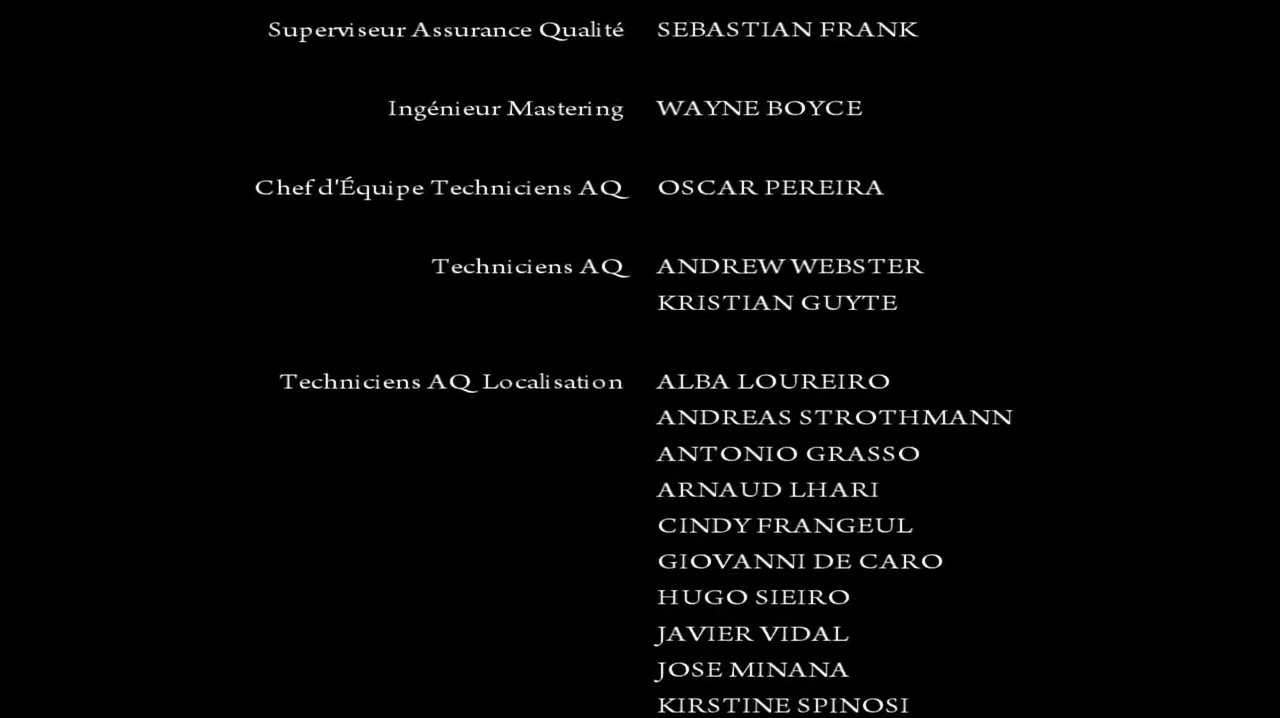 Superviseur Assurance Qualité SEBASTIAN FRANK
Ingénieur Mastering WAYNE BOYCE
Chef d'Équipe Techniciens AQ OSCAR PEREIRA
Techniciens AQ ANDREW WEBSTER
KRISTIAN GUYTE
Techniciens AQ Localisation ALBA LOUREIRO
ANDREAS STROTHMANN
ANTONIO GRASSO
ARNAUD LHARI
CINDY FRANGEUL
GIOVANNI DE CARO
HUGO SIEIRO
JAVIER VIDAL
JOSE MINANA
KIRSTINE SPINOSI